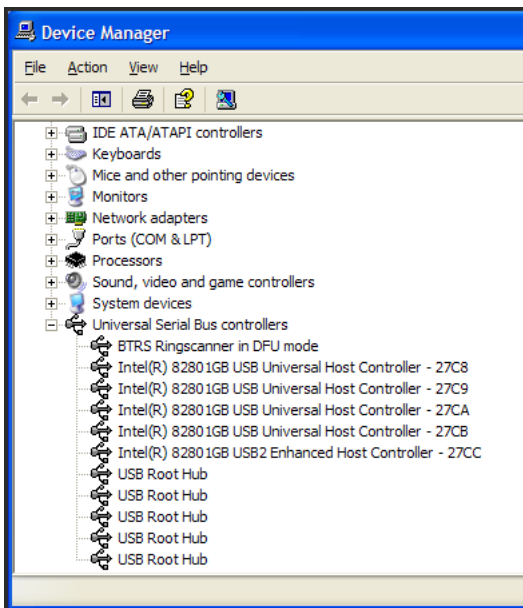 Device Manager
File Action View Help
IDE ATA/ATAPI controllers
Keyboards
Mice and other pointing devices
Monitors
Network adapters
Ports (COM & LPT)
Processors
Sound, video and game controllers
System devices
Universal Serial Bus controllers
BTRS Ringscanner in DFU mode
Intel(R) 82801GB USB Universal Host Controller - 27C8
Intel(R) 82801GB USB Universal Host Controller - 27C9
Intel(R) 82801GB USB Universal Host Controller - 27CA
Intel(R) 82801GB USB Universal Host Controller - 27CB
Intel(R) 82801GB USB2 Enhanced Host Controller - 27CC
USB Root Hub
USB Root Hub
USB Root Hub
USB Root Hub
USB Root Hub